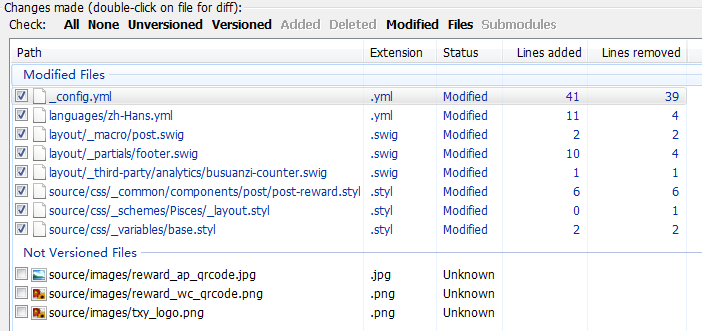 Changes made (double-click on file for diff):
Check: All None Unversioned Versioned Added Deleted Modified Files Submodules
Path Extension Status Lines added Lines removed
Modified Files
_config.yml .yml Modified 41 39
languages/zh-Hans.yml .yml Modified 11 4
layout/_macro/post.swig .swig Modified 2 2
layout/_partials/footer.swig .swig Modified 10 4
layout/_third-party/analytics/busuanzi-counter.swig .swig Modified 1 1
source/css/_common/components/post/post-reward.styl .styl Modified 6 6
source/css/_schemes/Pisces/_layout.styl .styl Modified 0 1
source/css/_variables/base.styl .styl Modified 2 2
Not Versioned Files
source/images/reward_ap_qrcode.jpg .jpg Unknown
source/images/reward_wc_qrcode.png .png Unknown
source/images/txy_logo.png .png Unknown